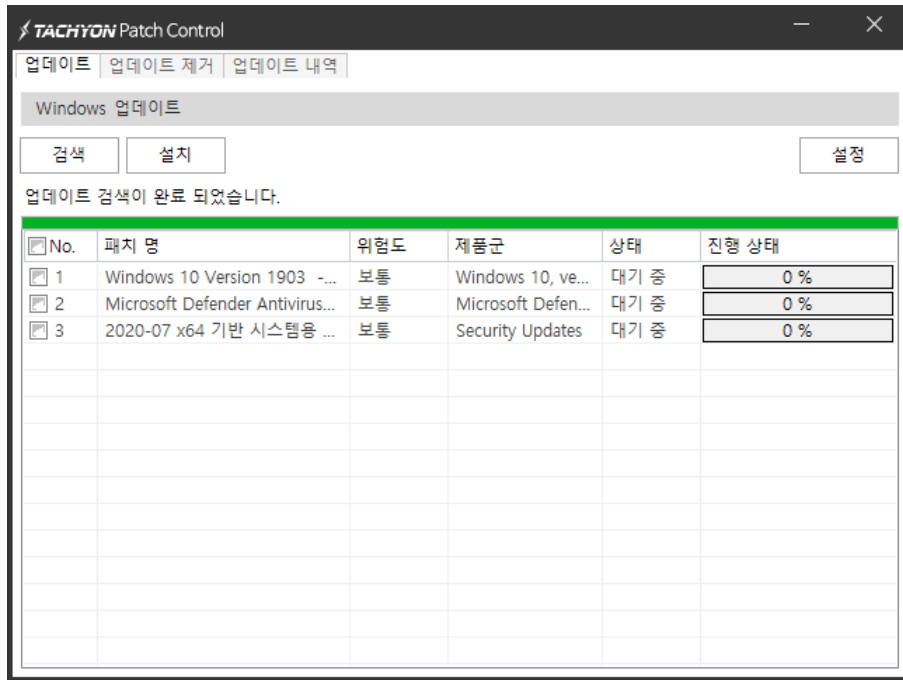 TACHYON Patch Control
업데이트 업데이트 제거 업데이트 내역
Windows 업데이트
검색 설치 설정
업데이트 검색이 완료 되었습니다.
No. 패치 명 위험도 제품군 상태 진행 상태
1 Windows 10 Version 1903 -... 보통 Windows 10, ve... 대기 중 0 %
2 Microsoft Defender Antivirus... 보통 Microsoft Defen... 대기 중 0 %
3 2020-07 x64 기반 시스템용 ... 보통 Security Updates 대기 중 0 %